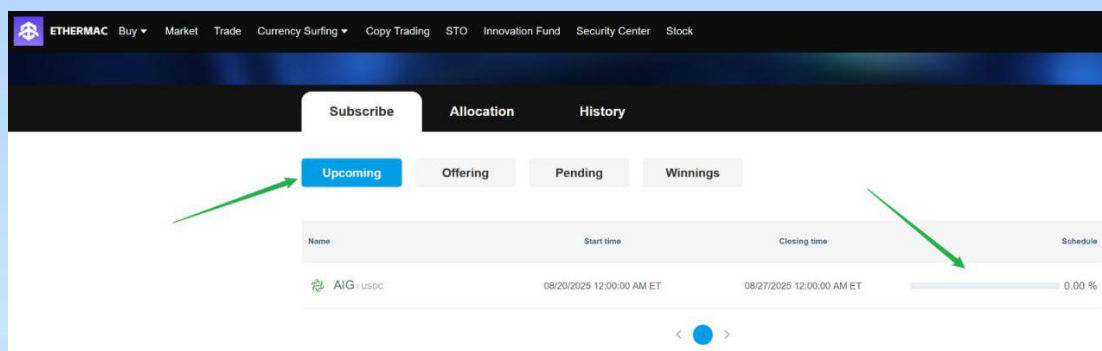 ETHERMAC Buy Market Trade Currency Surfing Copy Trading STO Innovation Fund Security Center Stock
Subscribe Allocation History
Upcoming Offering Pending Winnings
Name Start time Closing time Schedule
AIG / USDC 08/20/2025 12:00:00 AM ET 08/27/2025 12:00:00 AM ET 0.00 %